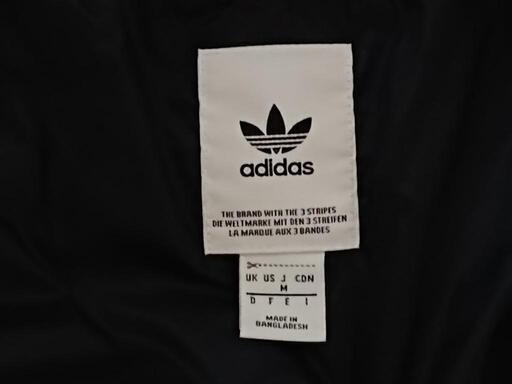 adidas
THE BRAND WITH THE 3 STRIPES
DIE WELTMARKE MIT DEN 3 STREIFEN
LA MARQUE AUX 3 BANDES
UK US J CDN
M
D F E I
MADE IN
BANGLADESH